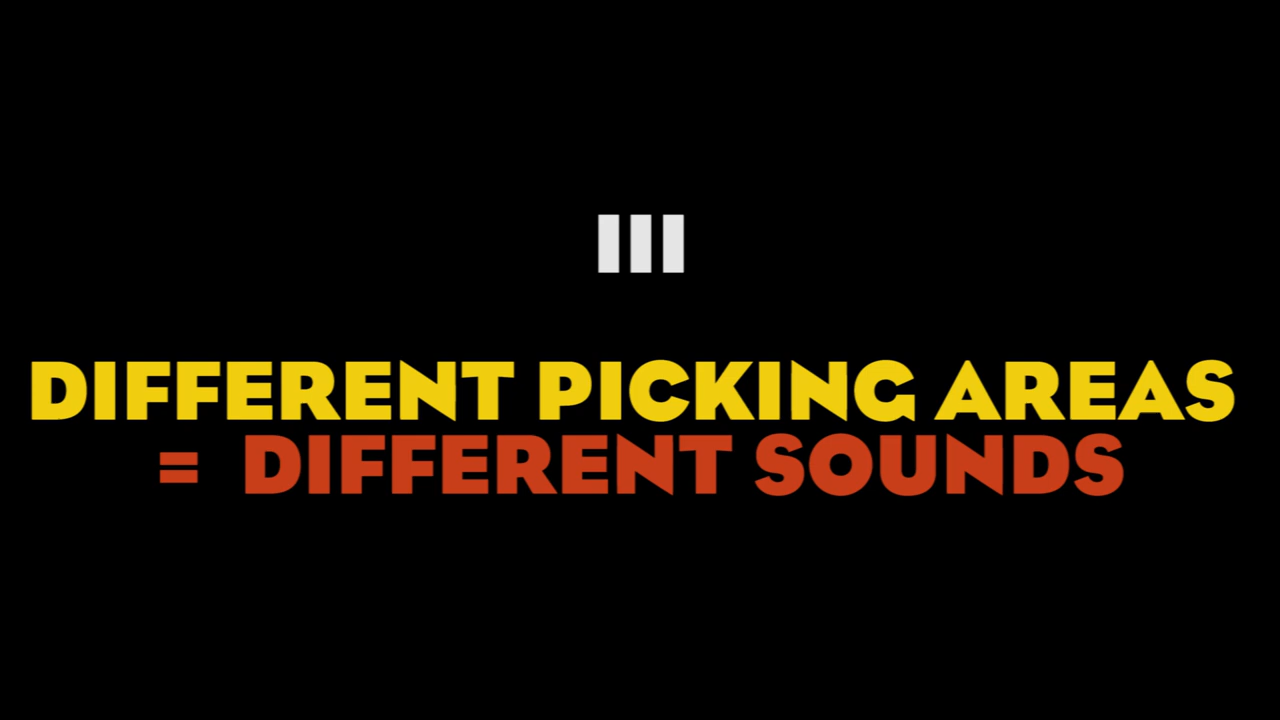 III
DIFFERENT PICKING AREAS
= DIFFERENT SOUNDS